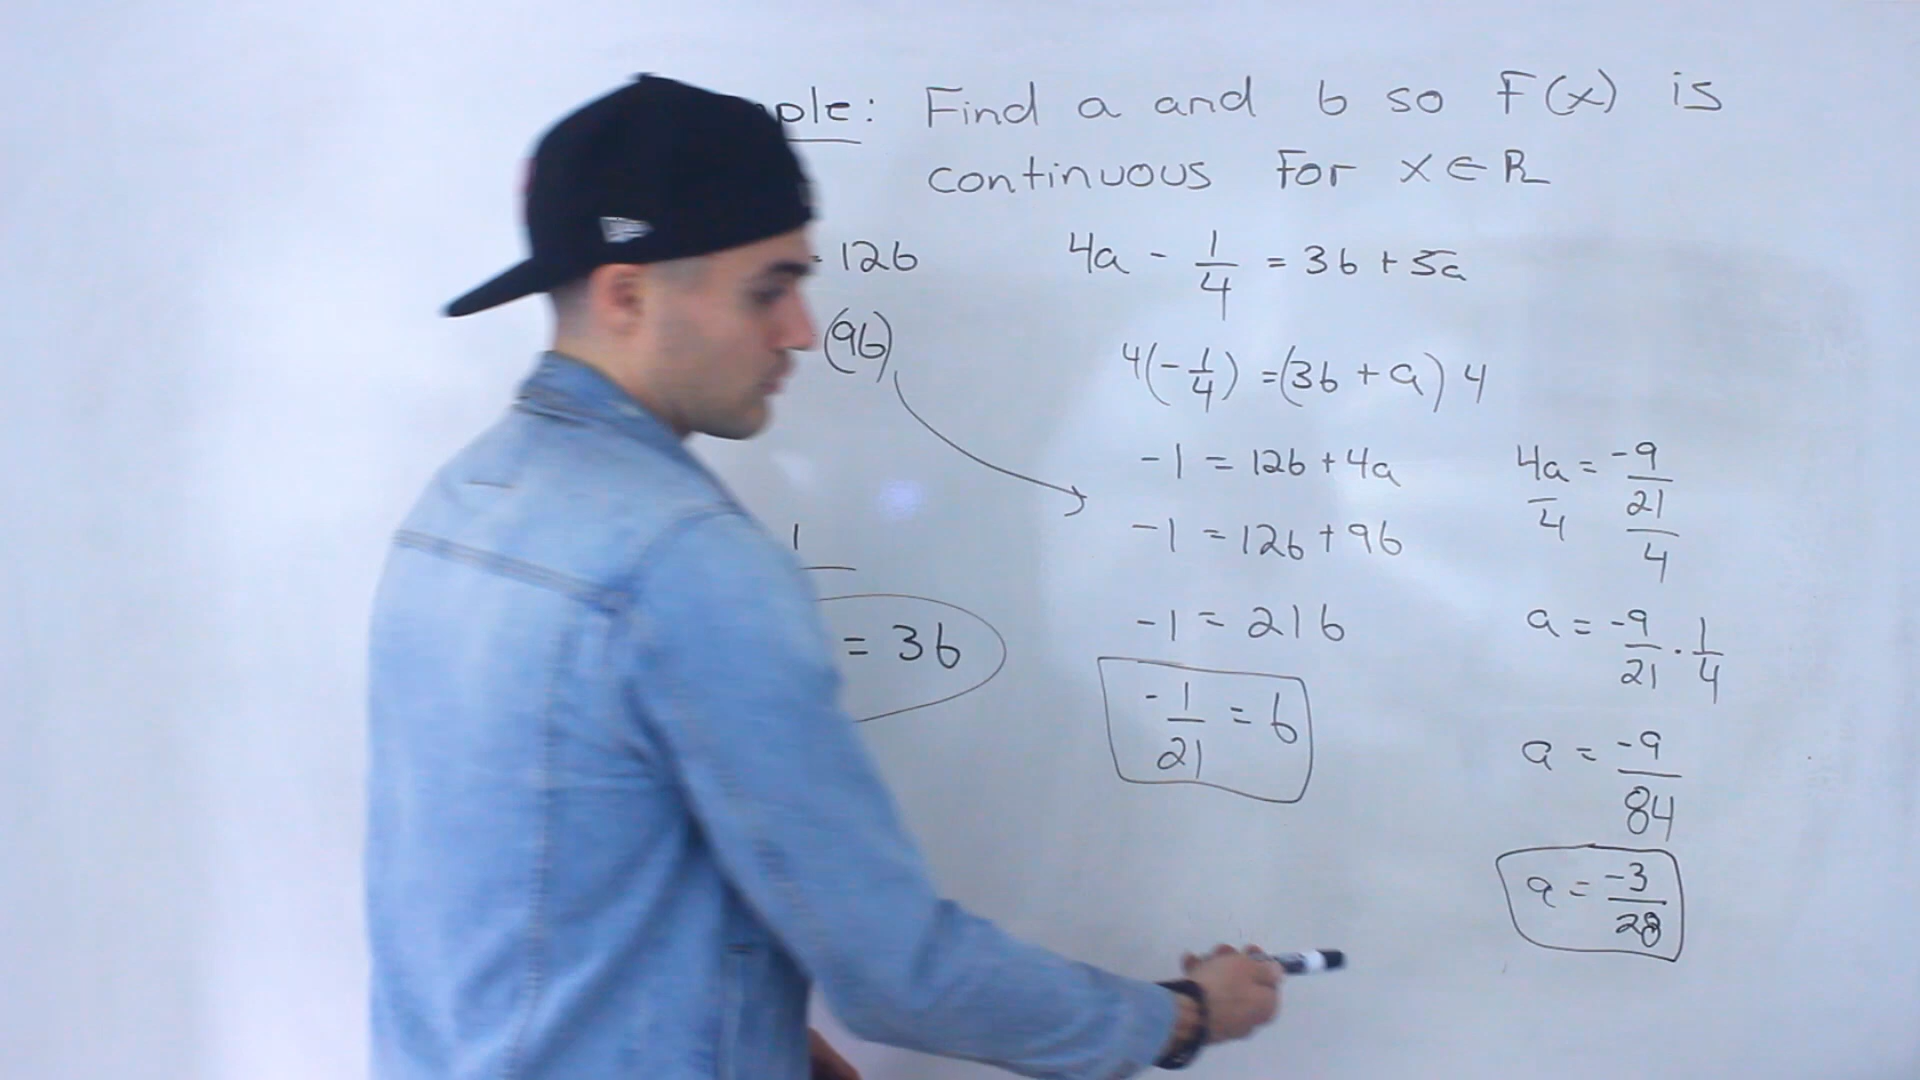 ple: Find a and b so F(x) is
continuous for x ∈ R
= 12b
(9b)
1
= 3b
4a - 1/4 = 3b + 5a
4(-1/4) = (3b + a) 4
-1 = 12b + 4a
-1 = 12b + 9b
-1 = 21b
-1/21 = b
4a/4 = -9/21/4
a = -9/21 · 1/4
a = -9/84
a = -3/28